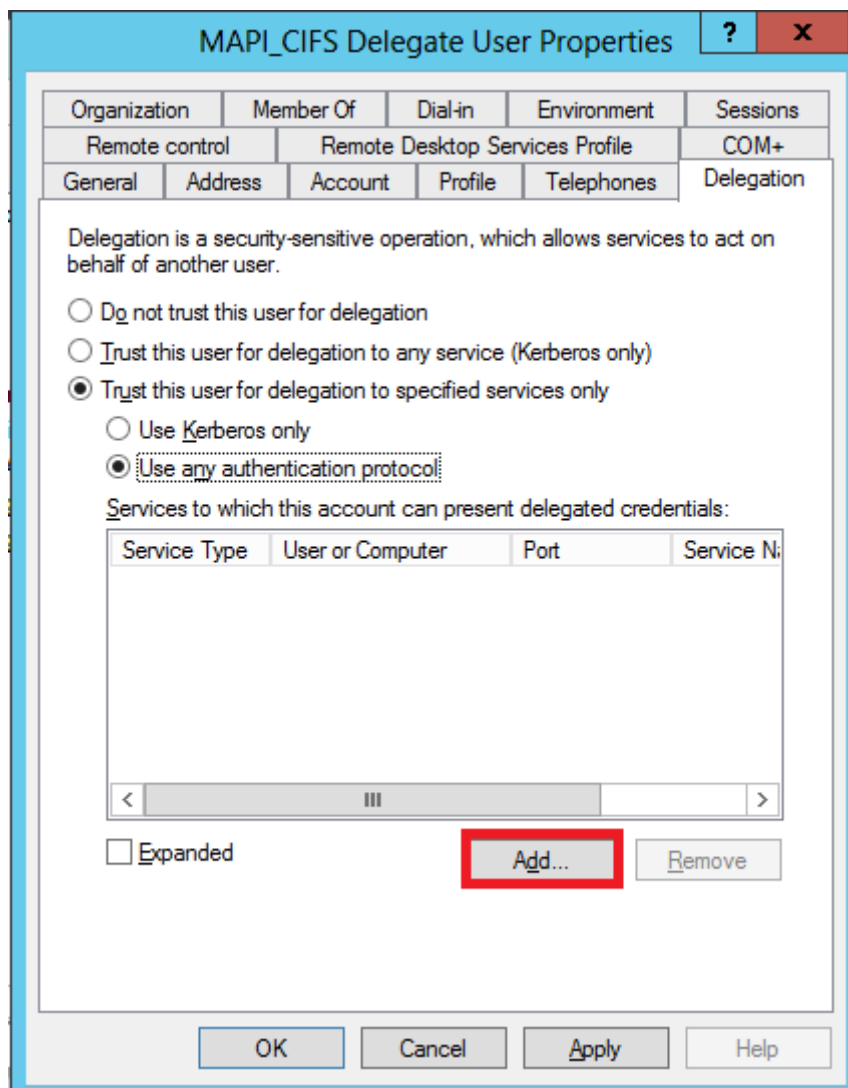 MAPI_CIFS Delegate User Properties ? x
Organization Member Of Dial-in Environment Sessions
Remote control Remote Desktop Services Profile COM+
General Address Account Profile Telephones Delegation
Delegation is a security-sensitive operation, which allows services to act on
behalf of another user.
Do not trust this user for delegation
Trust this user for delegation to any service (Kerberos only)
Trust this user for delegation to specified services only
Use Kerberos only
Use any authentication protocol
Services to which this account can present delegated credentials:
Service Type User or Computer Port Service Na
Expanded Add... Remove
OK Cancel Apply Help